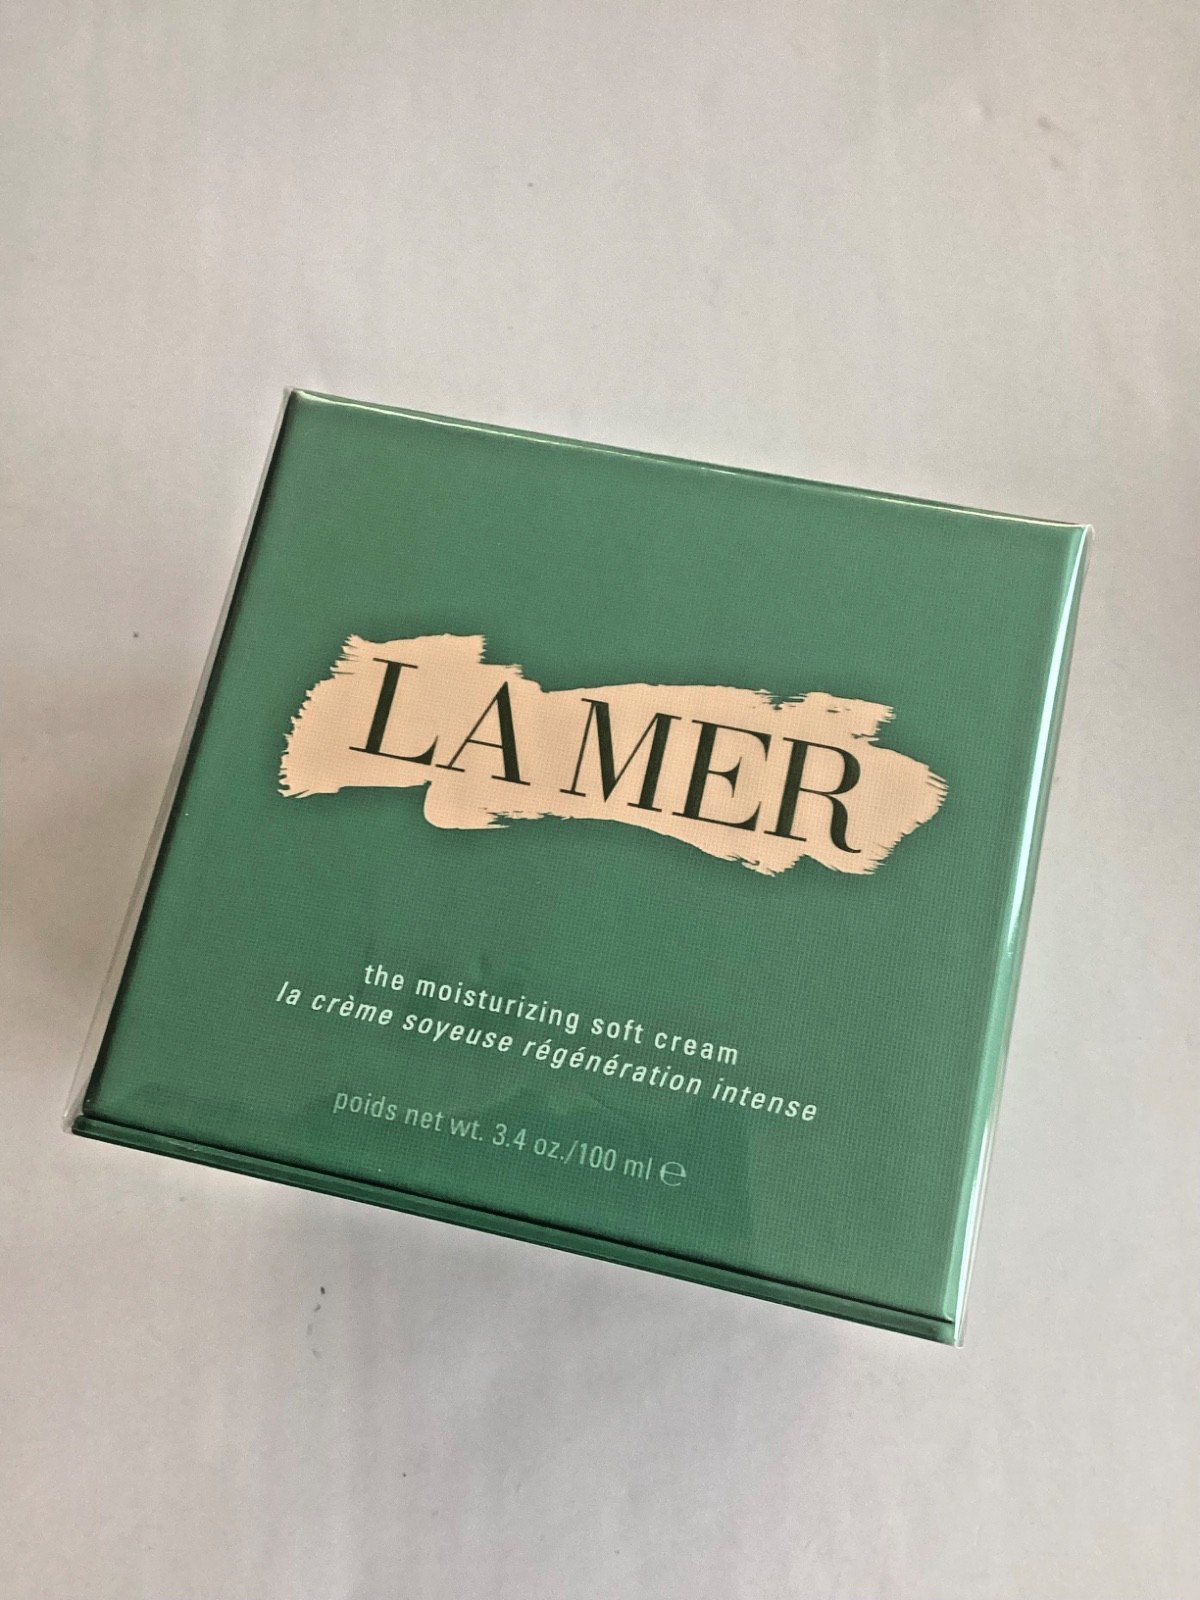 LA MER
the moisturizing soft cream
la crème soyeuse régénération intense
poids net wt. 3.4 oz./100 ml ℮